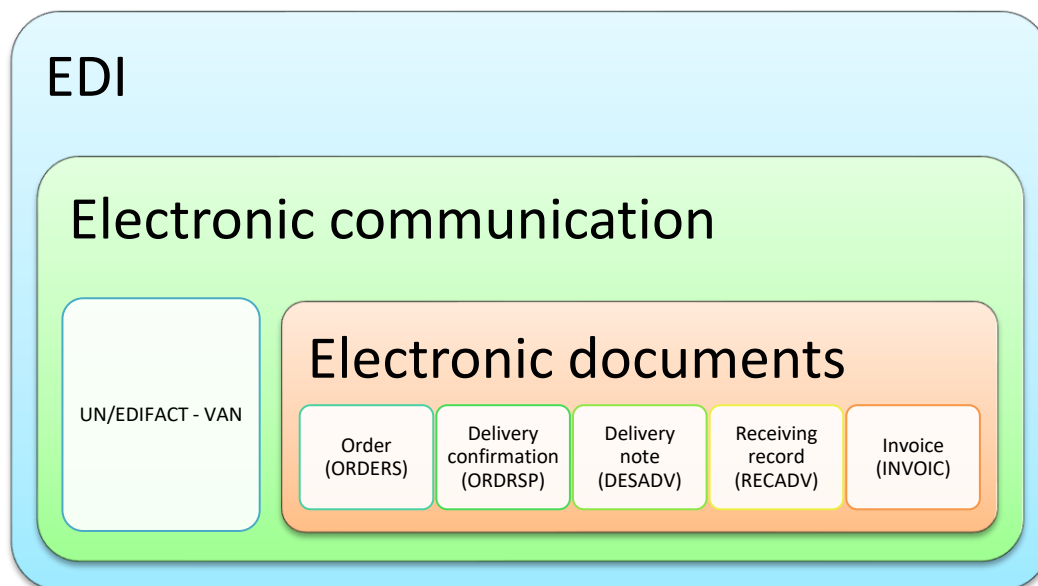 EDI
Electronic communication
UN/EDIFACT - VAN
Electronic documents
Order
(ORDERS)
Delivery
confirmation
(ORDRSP)
Delivery
note
(DESADV)
Receiving
record
(RECADV)
Invoice
(INVOIC)